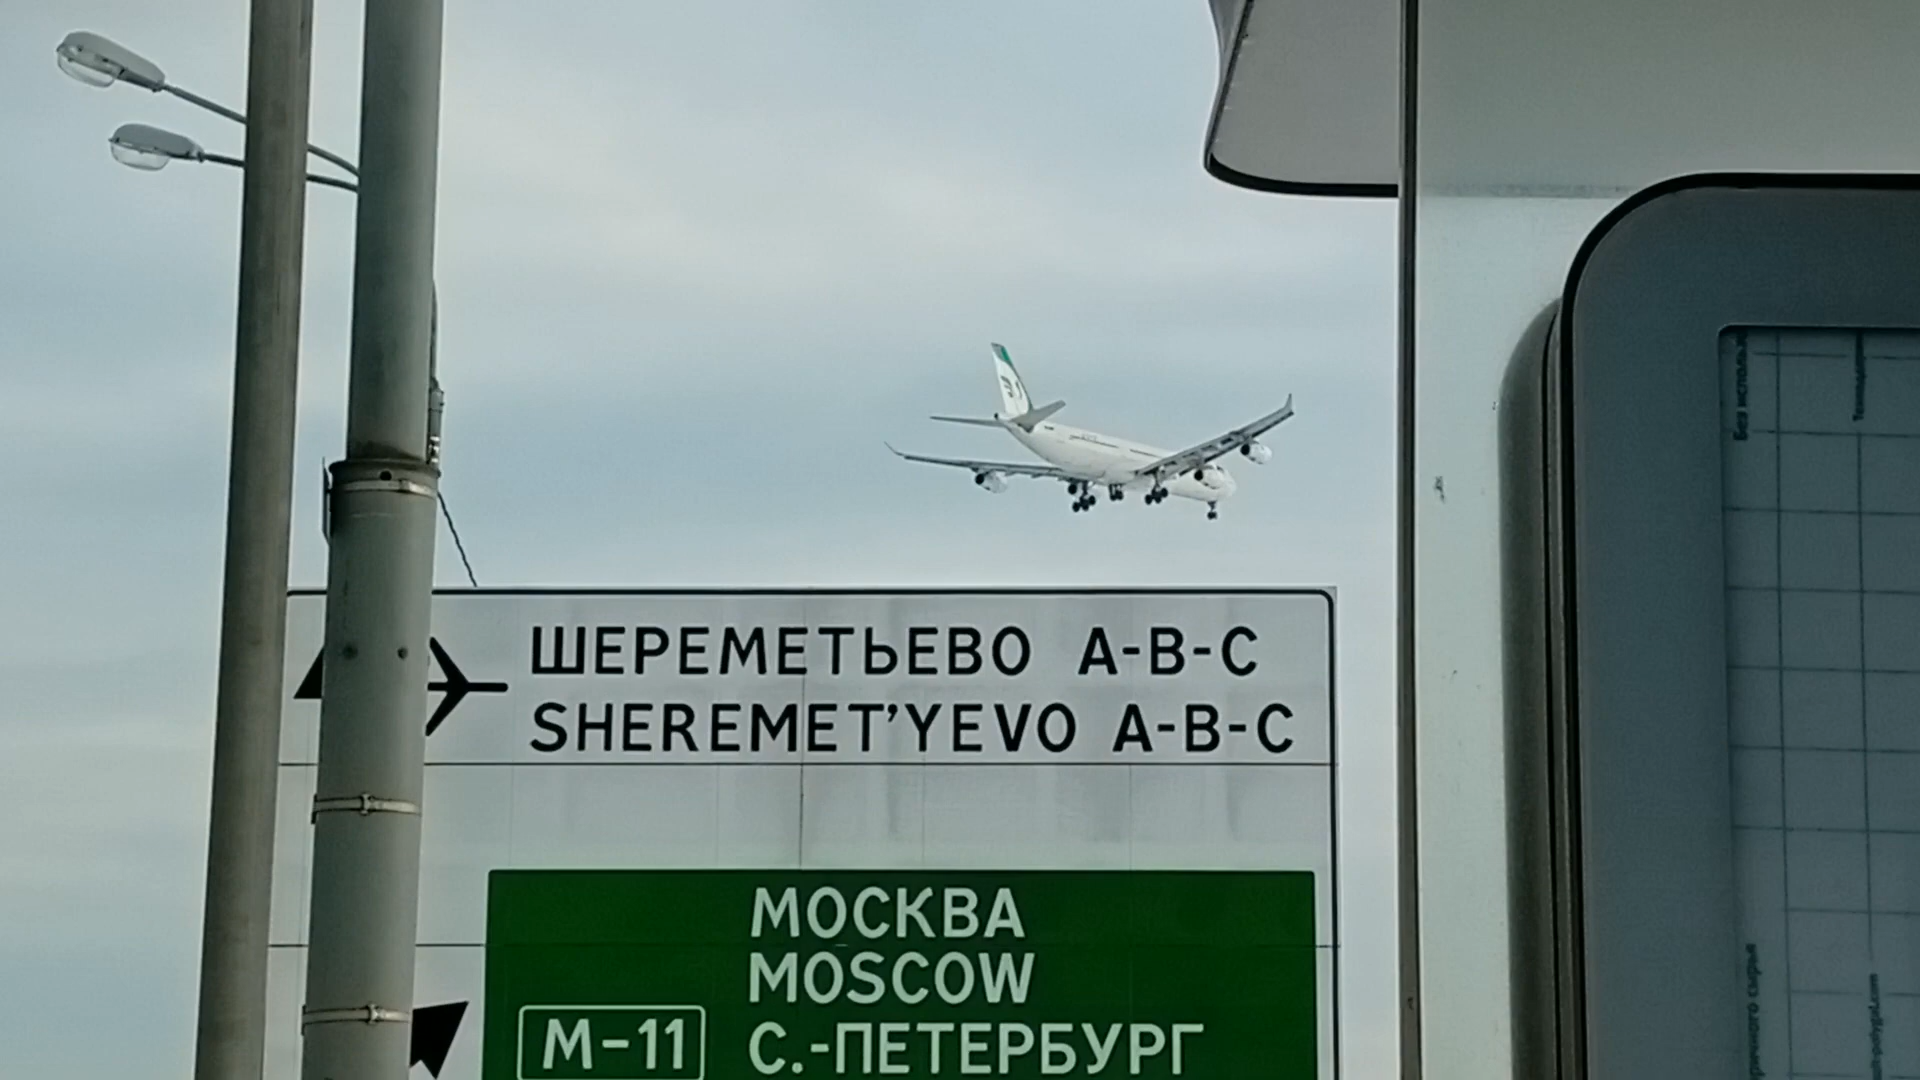 ШЕРЕМЕТЬЕВО А-В-С
SHEREMET'YEVO A-B-C
МОСКВА
MOSCOW
М-11
С.-ПЕТЕРБУРГ